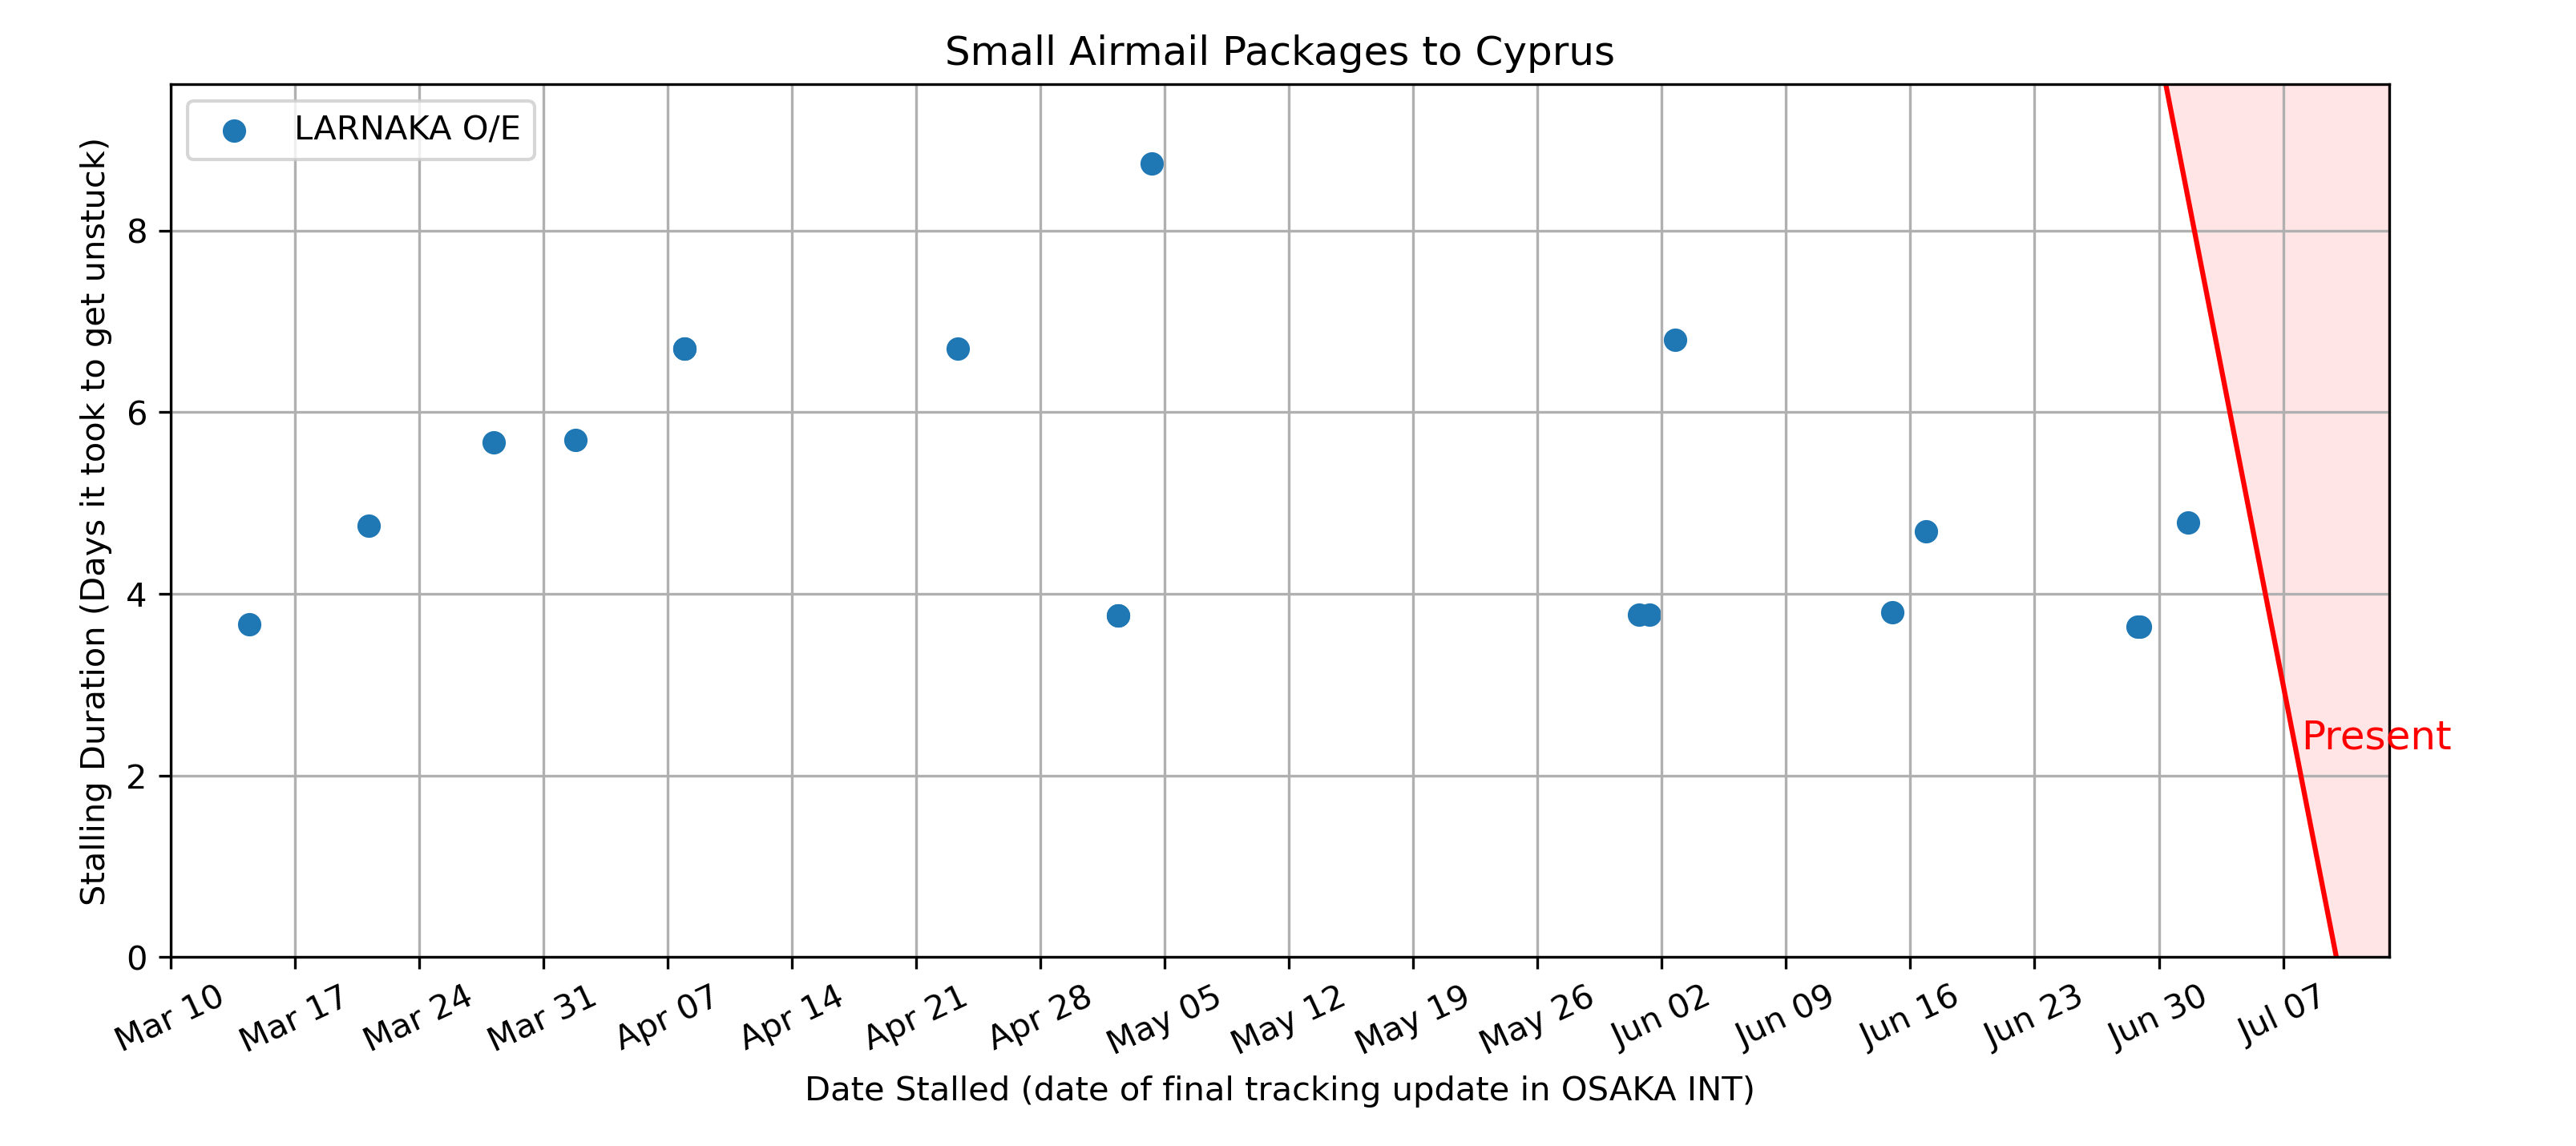 Small Airmail Packages to Cyprus
LARNAKA O/E
Stalling Duration (Days it took to get unstuck)
8
6
4
2
0
Present
Mar 10 Mar 17 Mar 24 Mar 31 Apr 07 Apr 14 Apr 21 Apr 28 May 05 May 12 May 19 May 26 Jun 02 Jun 09 Jun 16 Jun 23 Jun 30 Jul 07
Date Stalled (date of final tracking update in OSAKA INT)